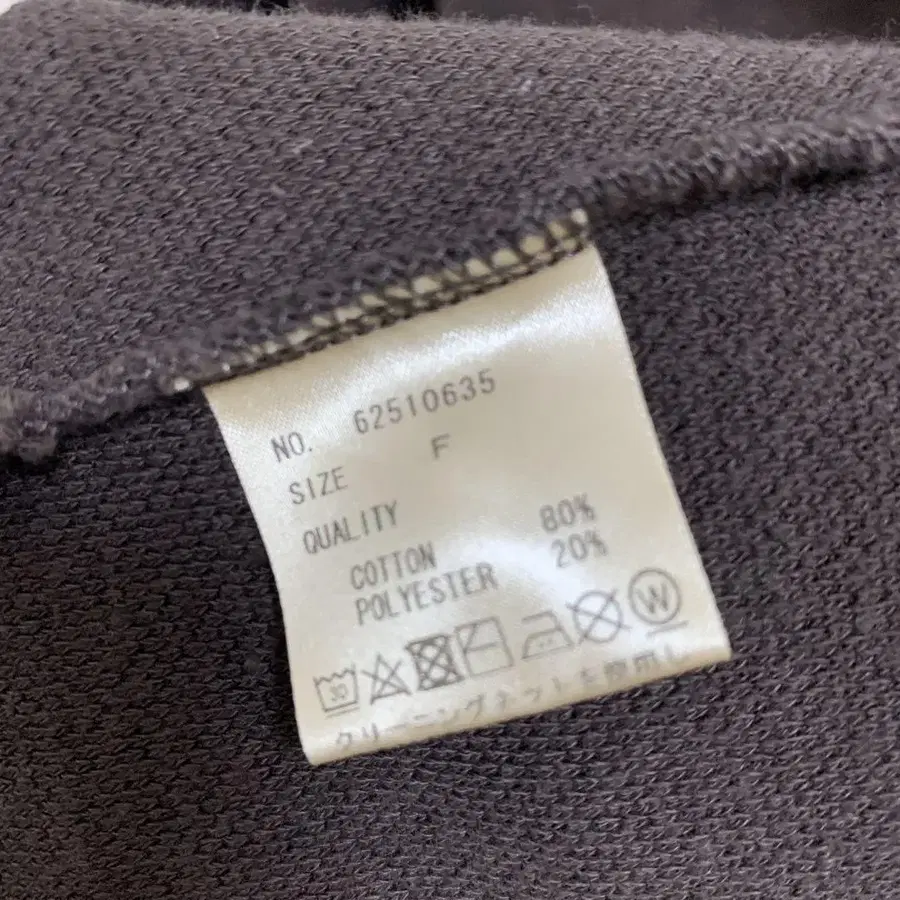 NO. 62510635
SIZE F
QUALITY
COTTON 80%
POLYESTER 20%
30 W
クリーニングネットを使用し